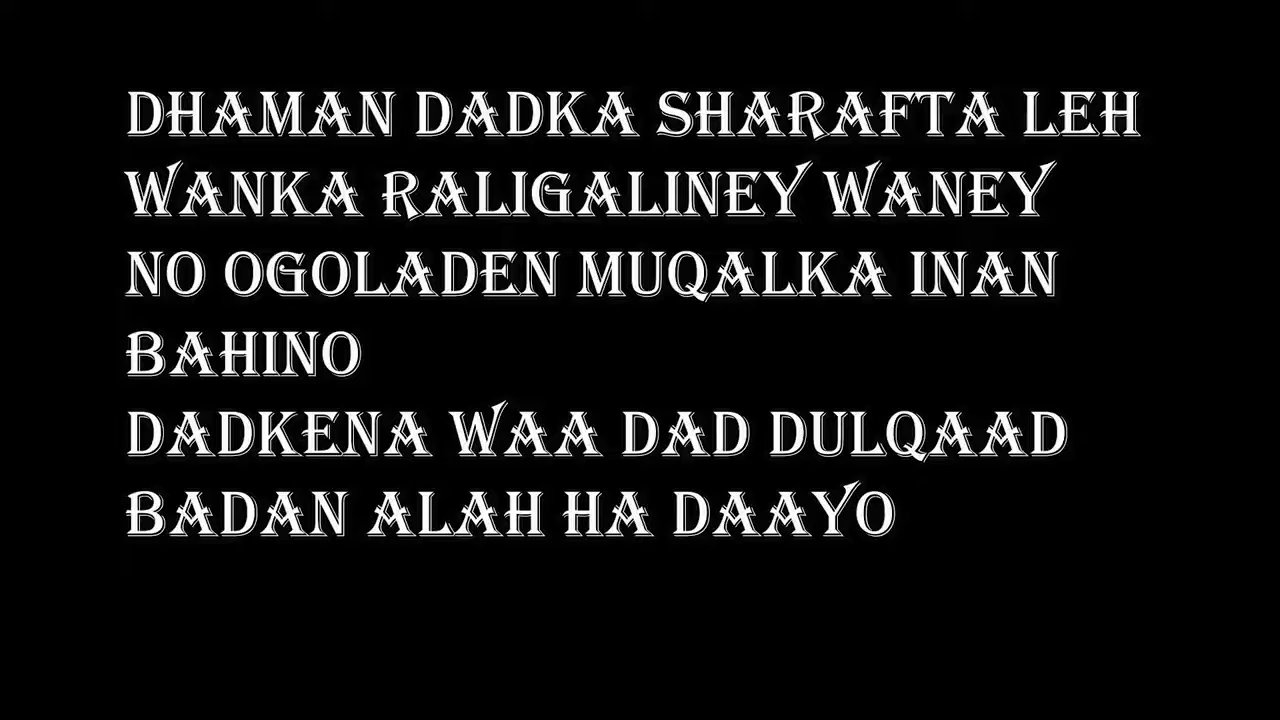 DHAMAN DADKA SHARAFTA LEH
WANKA RALIGALINEY WANEY
NO OGOLADEN MUQALKA INAN
BAHINO
DADKENA WAA DAD DULQAAD
BADAN ALAH HA DAAYO